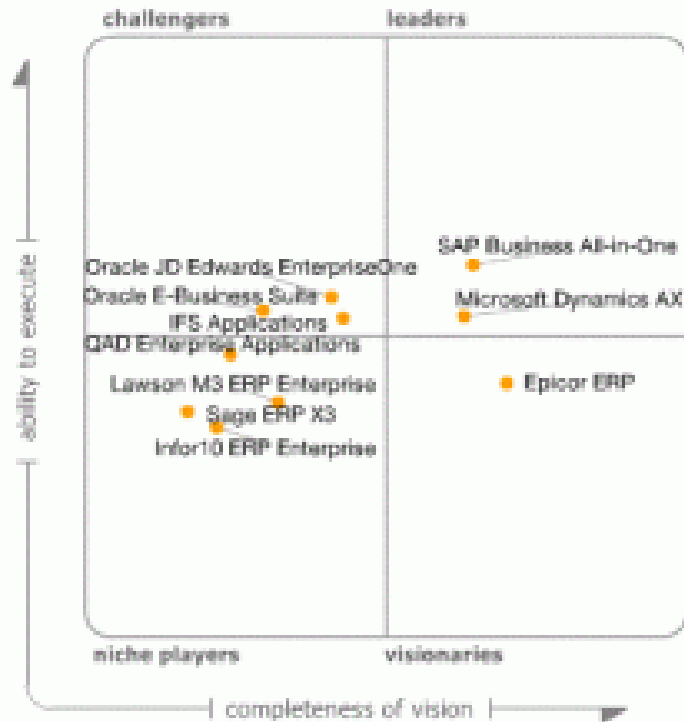 challengers
leaders
SAP Business All-in-One
Oracle JD Edwards EnterpriseOne
Oracle E-Business Suite
Microsoft Dynamics AX
IFS Applications
QAD Enterprise Applications
Lawson M3 ERP Enterprise
Epicor ERP
Sage ERP X3
Infor10 ERP Enterprise
ability to execute
niche players
visionaries
completeness of vision